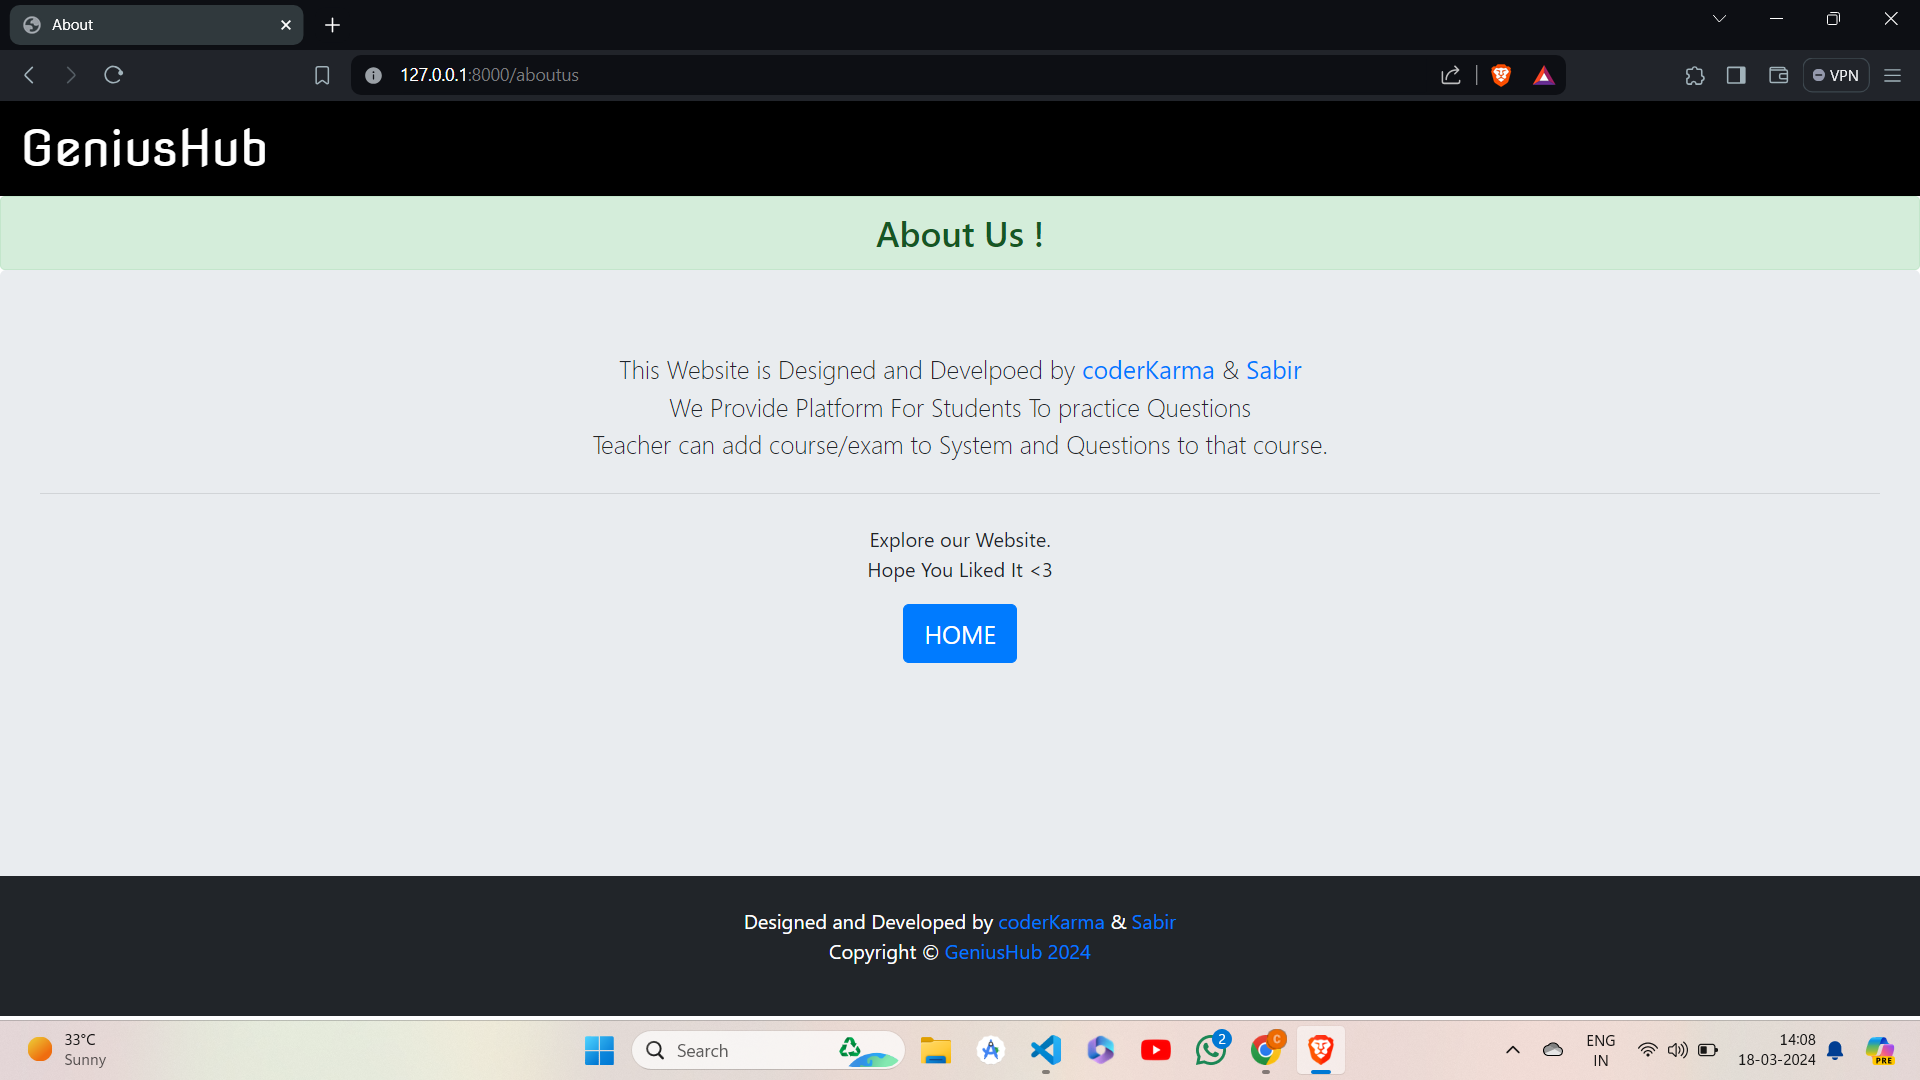 About
127.0.0.1:8000/aboutus
VPN
GeniusHub
About Us !
This Website is Designed and Develpoed by coderKarma & Sabir
We Provide Platform For Students To practice Questions
Teacher can add course/exam to System and Questions to that course.
Explore our Website.
Hope You Liked It <3
HOME
Designed and Developed by coderKarma & Sabir
Copyright © GeniusHub 2024
33°C
Sunny
Search
2
C
ENG
IN
14:08
18-03-2024
PRE